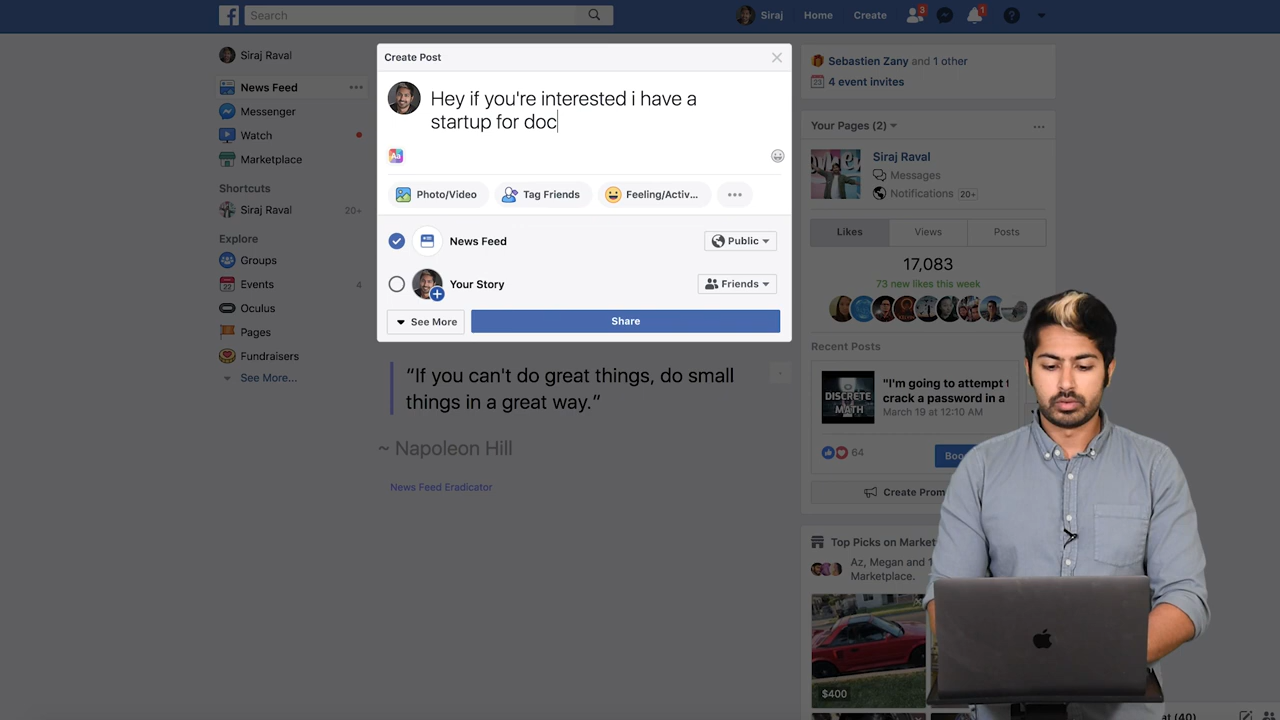 Search
Siraj
Home
Create
3
1
Siraj Raval
News Feed
Messenger
Watch
Marketplace
Shortcuts
Siraj Raval
20+
Explore
Groups
Events
4
Oculus
Pages
Fundraisers
See More...
Create Post
Hey if you're interested i have a
startup for doc
Photo/Video
Tag Friends
Feeling/Activ...
News Feed
Public
Your Story
Friends
See More
Share
“If you can't do great things, do small
things in a great way.”
~ Napoleon Hill
News Feed Eradicator
Sebastien Zany and 1 other
4 event invites
Your Pages (2)
Siraj Raval
Messages
Notifications 20+
Likes
Views
Posts
17,083
73 new likes this week
Recent Posts
DISCRETE
MATH
"I'm going to attempt t
crack a password in a
March 19 at 12:10 AM
64
Boo
Create Prom
Top Picks on Market
Az, Megan and 1
Marketplace.
$400
at (40)